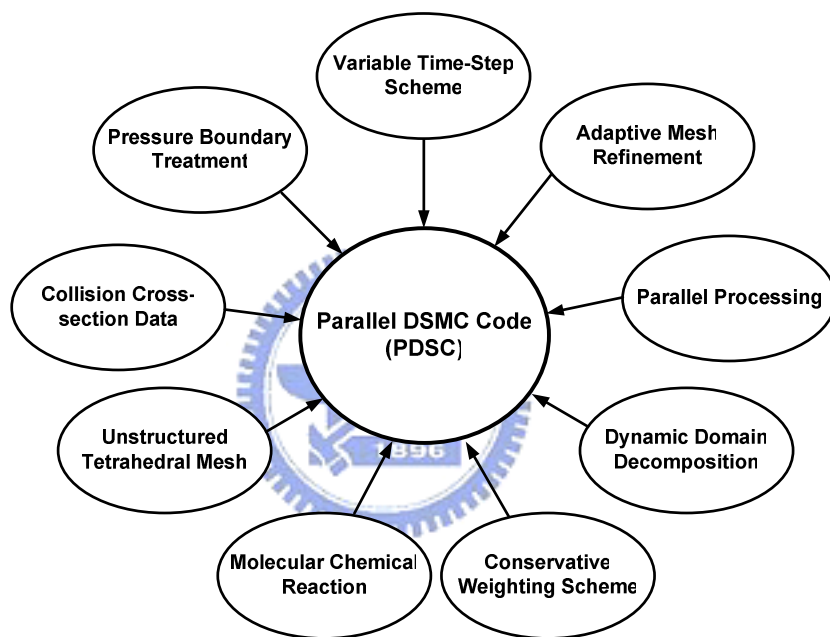 Variable Time-Step
Scheme
Pressure Boundary
Treatment
Adaptive Mesh
Refinement
Collision Cross-
section Data
Parallel DSMC Code
(PDSC)
Parallel Processing
Unstructured
Tetrahedral Mesh
Dynamic Domain
Decomposition
1896
Molecular Chemical
Reaction
Conservative
Weighting Scheme